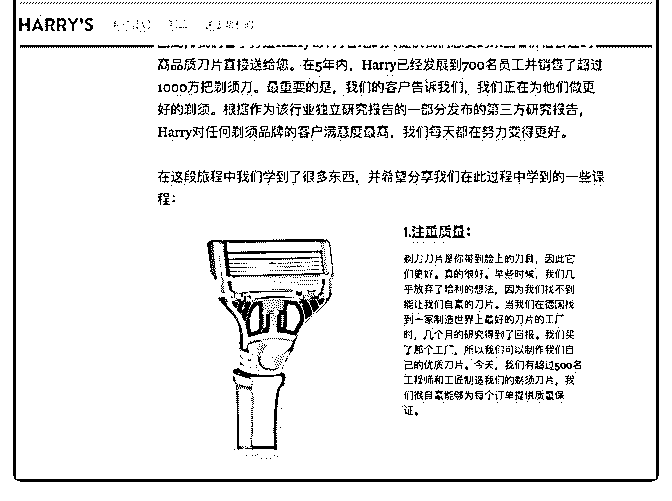 HARRY'S
高品质刀片直接送给您。在5年内，Harry已经发展到700名员工并销售了超过
1000万把剃须刀。最重要的是，我们的客户告诉我们，我们正在为他们做更
好的剃须。根据作为该行业独立研究报告的一部分发布的第三方研究报告，
Harry对任何剃须品牌的客户满意度最高，我们每天都在努力变得更好。
在这段旅程中我们学到了很多东西，并希望分享我们在此过程中学到的一些课
程：
1.注重质量：
剃刀刀片是你带到脸上的刀具，因此它
们更好。真的很好。早些时候，我们几
乎放弃了哈利的想法，因为我们找不到
能让我们自豪的刀片。当我们在德国找
到一家制造世界上最好的刀片的工厂
时，几个月的研究得到了回报。我们买
了那个工厂，所以我们可以制作我们自
己的优质刀片。今天，我们有超过500名
工程师和工匠制造我们的剃须刀片，我
们很自豪能够为每个订单提供质量保
证。